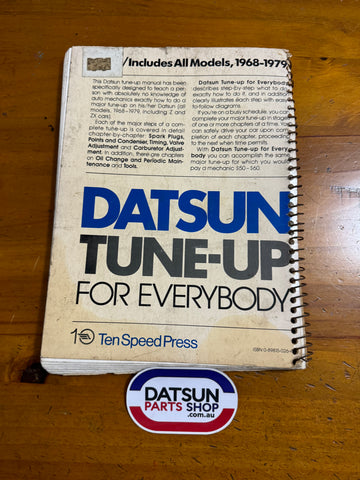 /Includes All Models, 1968-1979
This Datsun tune-up manual has been
specifically designed to teach a per-
son with absolutely no knowledge of
auto mechanics exactly how to do a
major tune-up on his/her Datsun (all
models, 1968-1979, including Z and
ZX cars).
Each of the major steps of a com-
plete tune-up is covered in detail
chapter-by-chapter: Spark Plugs,
Points and Condenser, Timing, Valve
Adjustment and Carburetor Adjust-
ment. In addition, there are chapters
on Oil Change and Periodic Main-
tenance and Tools.
Datsun Tune-up for Everybody
describes step-by-step what to do,
exactly how to do it, and in addition
clearly illustrates each step with easy-
to-follow diagrams.
If you're on a busy schedule, you can
complete your major tune-up in stages
of one or more chapters at a time. You
can safely drive your car upon com-
pletion of each chapter, proceeding
to the next when time permits.
With Datsun Tune-up for Every-
body you can accomplish the same
major tune-up for which you would
pay a mechanic $50 - $60.
DATSUN
TUNE-UP
FOR EVERYBODY
10 Ten Speed Press
ISBN 0-89815-025
DATSUN
PARTS
SHOP
.com.au